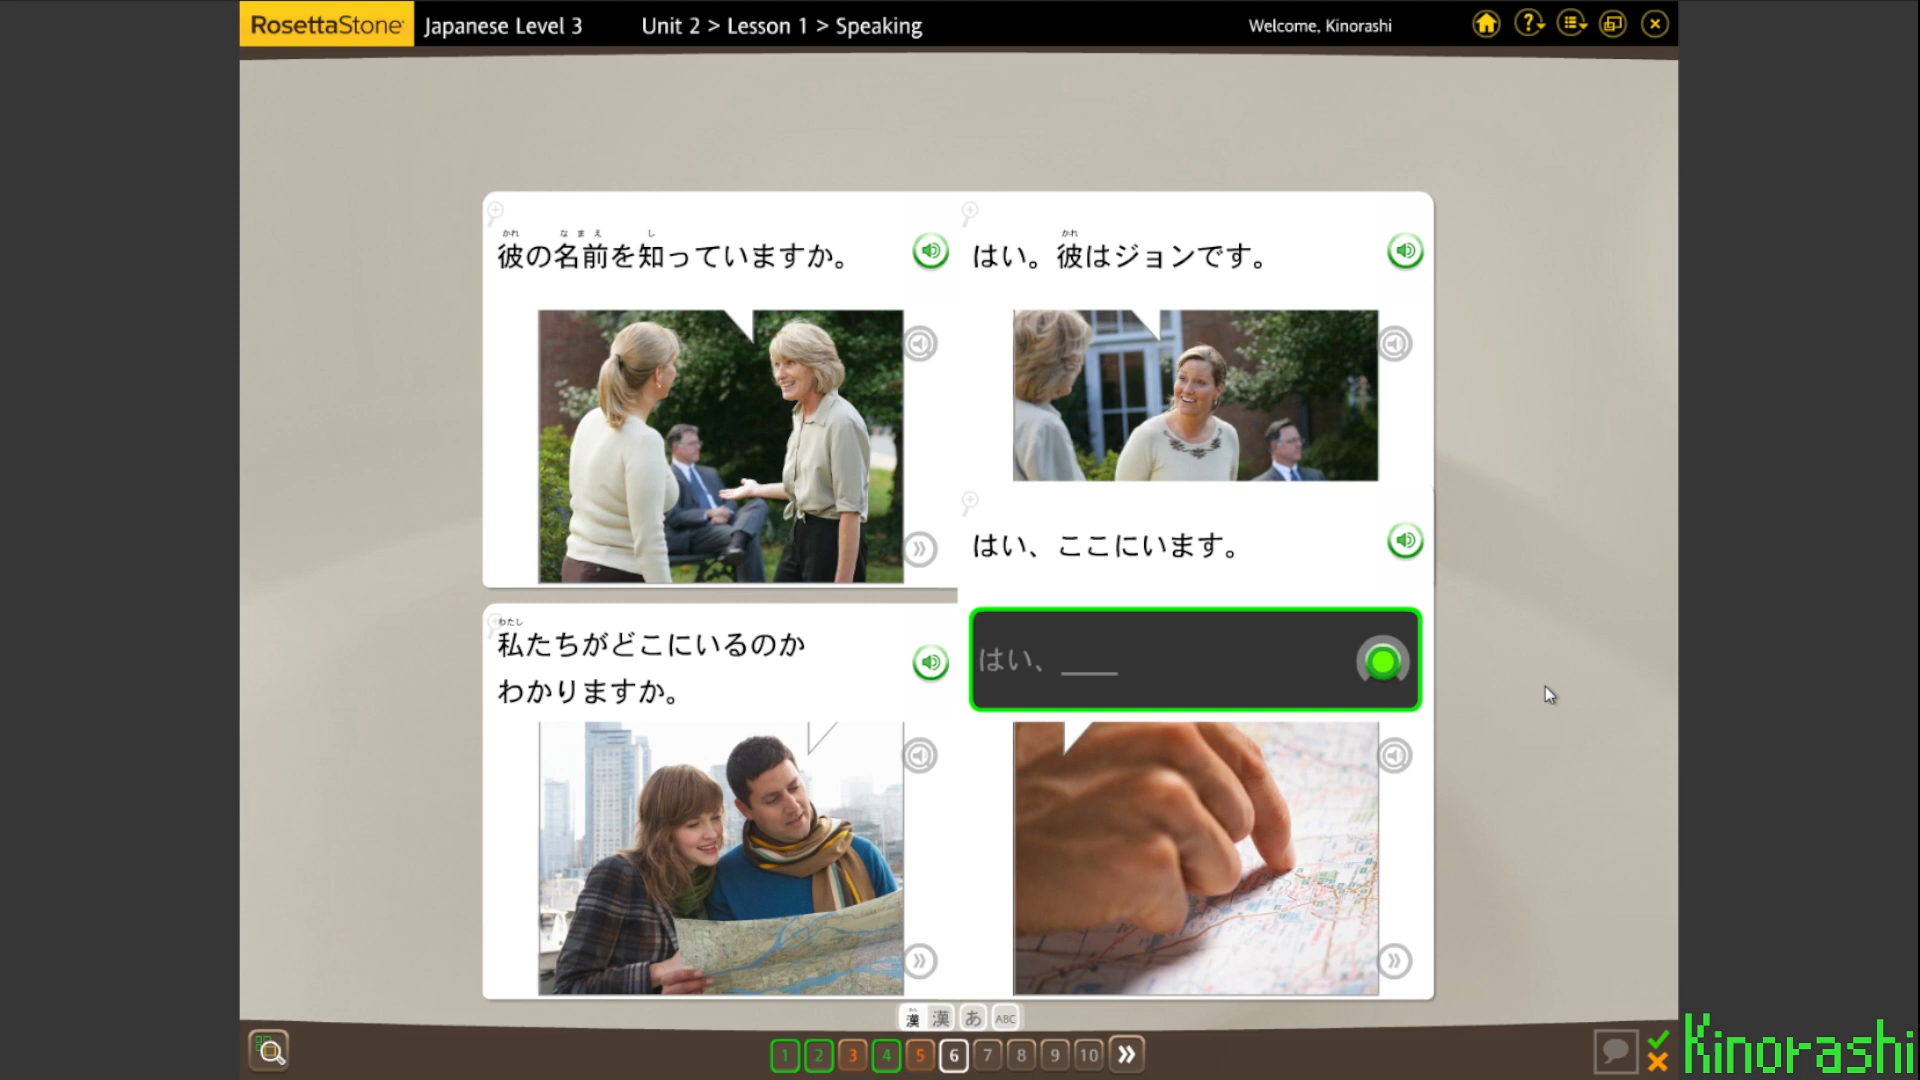 RosettaStone
Japanese Level 3
Unit 2 > Lesson 1 > Speaking
Welcome, Kinorashi
かれ なまえ し
彼の名前を知っていますか。
かれ
はい。彼はジョンです。
はい、ここにいます。
わたし
私たちがどこにいるのか
わかりますか。
はい、____
漢 漢 あ ABC
1 2 3 4 5 6 7 8 9 10
Kinorashi